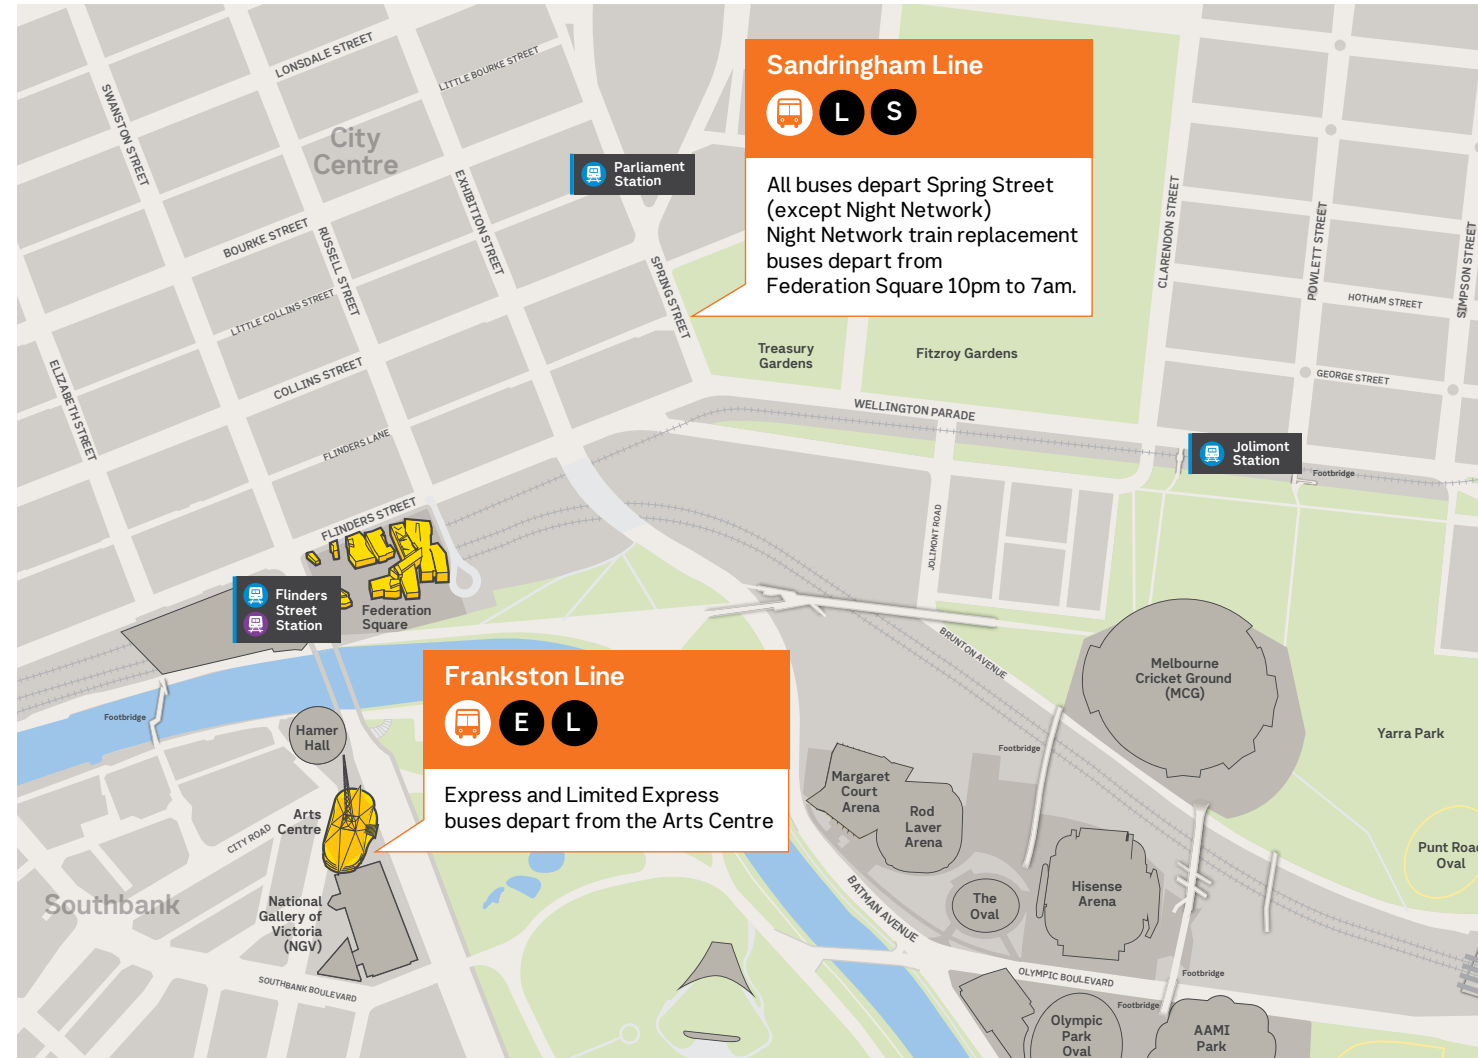 LONSDALE STREET
LITTLE BOURKE STREET
SWANSTON STREET
City
Centre
Parliament
Station
EXHIBITION STREET
BOURKE STREET
RUSSELL STREET
LITTLE COLLINS STREET
SPRING STREET
ELIZABETH STREET
COLLINS STREET
FLINDERS LANE
FLINDERS STREET
Sandringham Line
L
S
All buses depart Spring Street
(except Night Network)
Night Network train replacement
buses depart from
Federation Square 10pm to 7am.
CLARENDON STREET
POWLETT STREET
SIMPSON STREET
HOTHAM STREET
GEORGE STREET
Treasury
Gardens
Fitzroy Gardens
WELLINGTON PARADE
Jolimont
Station
Footbridge
JOLIMONT ROAD
Flinders
Street
Station
Federation
Square
BRUNTON AVENUE
Melbourne
Cricket Ground
(MCG)
Yarra Park
Frankston Line
E
L
Express and Limited Express
buses depart from the Arts Centre
Footbridge
Hamer
Hall
Arts
Centre
CITY ROAD
Southbank
National
Gallery of
Victoria
(NGV)
SOUTHBANK BOULEVARD
Footbridge
Margaret
Court
Arena
Rod
Laver
Arena
BATMAN AVENUE
The
Oval
Hisense
Arena
Punt Road
Oval
OLYMPIC BOULEVARD
Footbridge
Footbridge
Olympic
Park
Oval
AAMI
Park